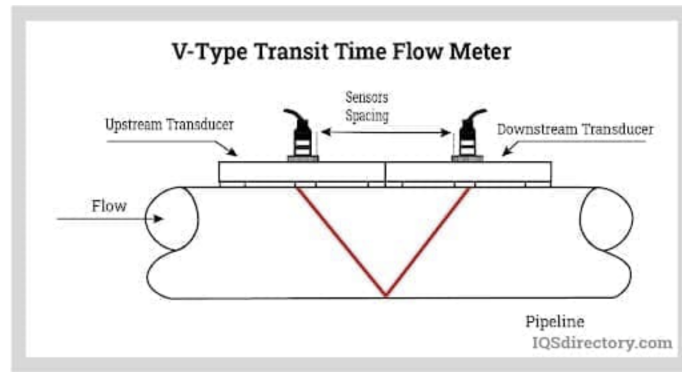 V-Type Transit Time Flow Meter
Sensors
Spacing
Upstream Transducer
Downstream Transducer
Flow
Pipeline
IQSdirectory.com